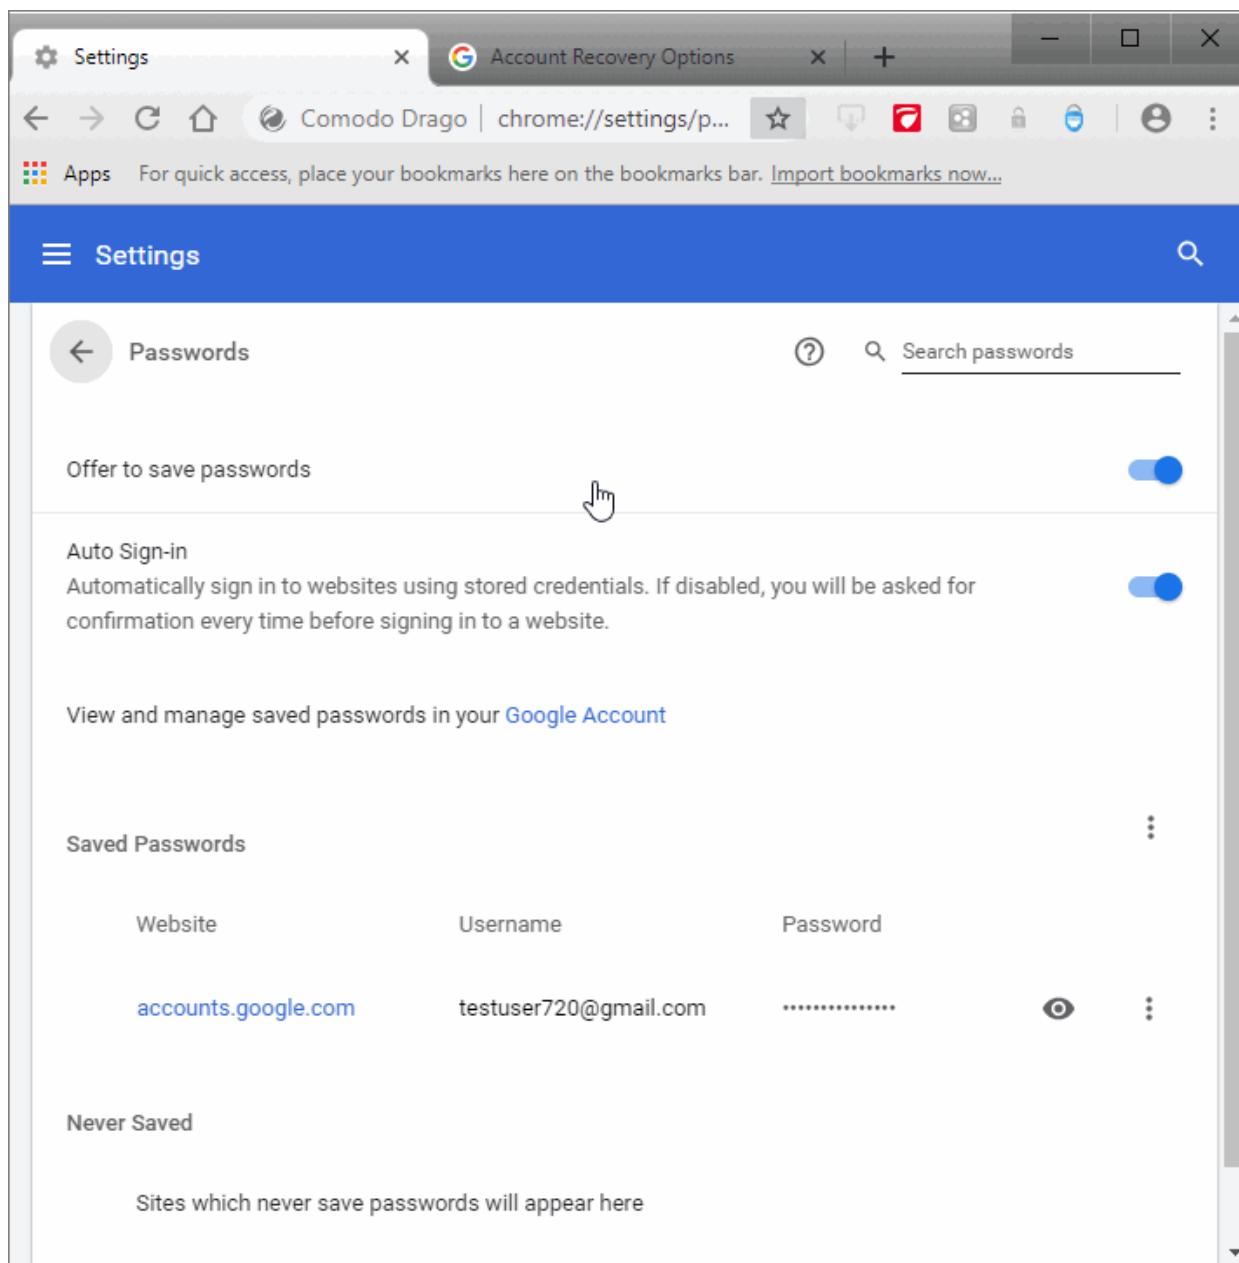 Settings
Account Recovery Options
Comodo Drago chrome://settings/p...
Apps For quick access, place your bookmarks here on the bookmarks bar. Import bookmarks now...
Settings
Passwords
Search passwords
Offer to save passwords
Auto Sign-in
Automatically sign in to websites using stored credentials. If disabled, you will be asked for
confirmation every time before signing in to a website.
View and manage saved passwords in your Google Account
Saved Passwords
Website Username Password
accounts.google.com testuser720@gmail.com •••••••••••••••
Never Saved
Sites which never save passwords will appear here